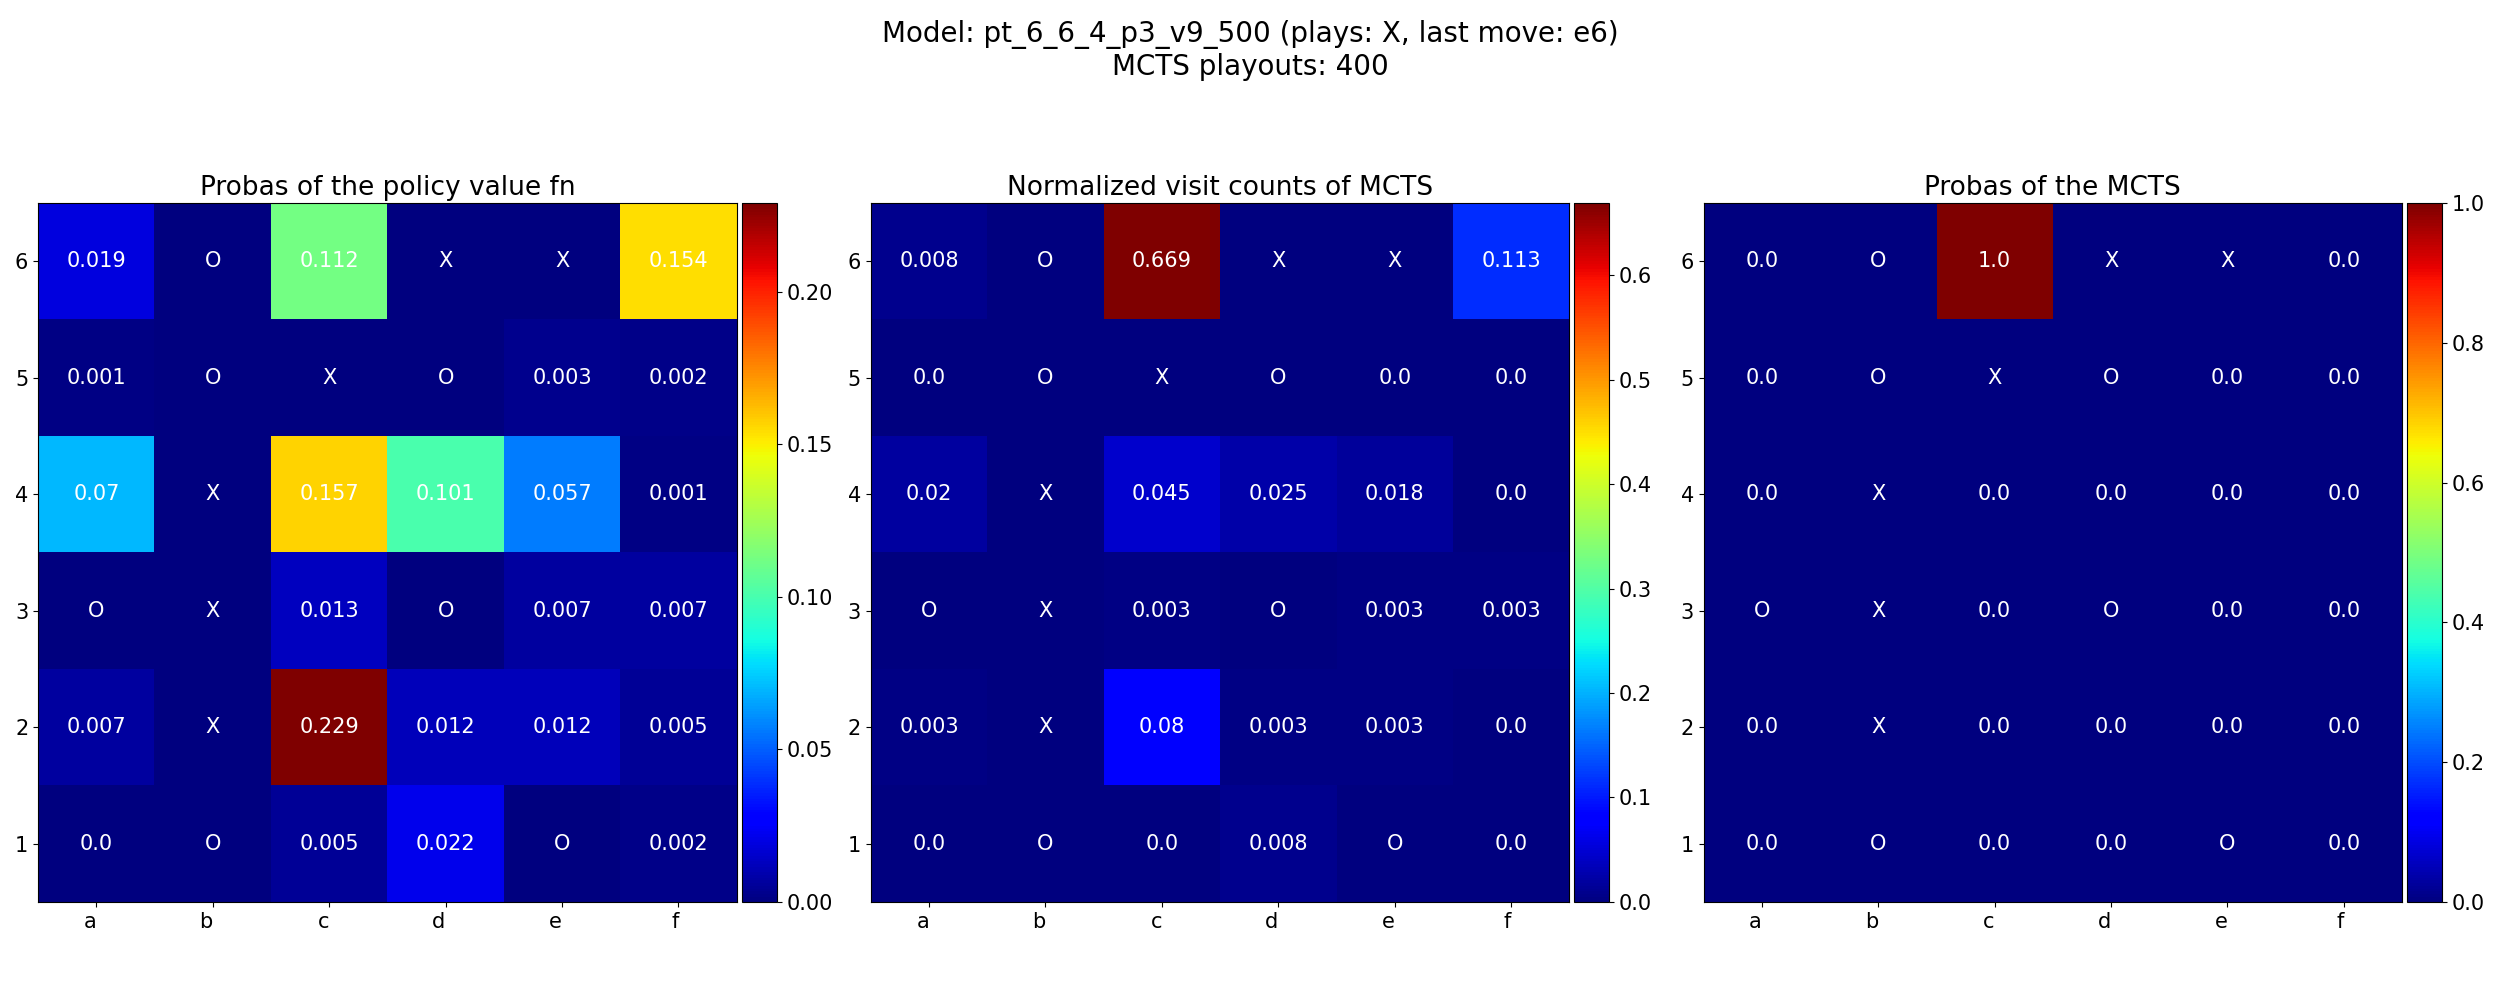 Model: pt_6_6_4_p3_v9_500 (plays: X, last move: e6)
MCTS playouts: 400
Probas of the policy value fn
6 0.019 O 0.112 X X 0.154
5 0.001 O X O 0.003 0.002
4 0.07 X 0.157 0.101 0.057 0.001
3 O X 0.013 O 0.007 0.007
2 0.007 X 0.229 0.012 0.012 0.005
1 0.0 O 0.005 0.022 O 0.002
a b c d e f
0.20
0.15
0.10
0.05
0.00
Normalized visit counts of MCTS
6 0.008 O 0.669 X X 0.113
5 0.0 O X O 0.0 0.0
4 0.02 X 0.045 0.025 0.018 0.0
3 O X 0.003 O 0.003 0.003
2 0.003 X 0.08 0.003 0.003 0.0
1 0.0 O 0.0 0.008 O 0.0
a b c d e f
0.6
0.5
0.4
0.3
0.2
0.1
0.0
Probas of the MCTS
6 0.0 O 1.0 X X 0.0
5 0.0 O X O 0.0 0.0
4 0.0 X 0.0 0.0 0.0 0.0
3 O X 0.0 O 0.0 0.0
2 0.0 X 0.0 0.0 0.0 0.0
1 0.0 O 0.0 0.0 O 0.0
a b c d e f
1.0
0.8
0.6
0.4
0.2
0.0